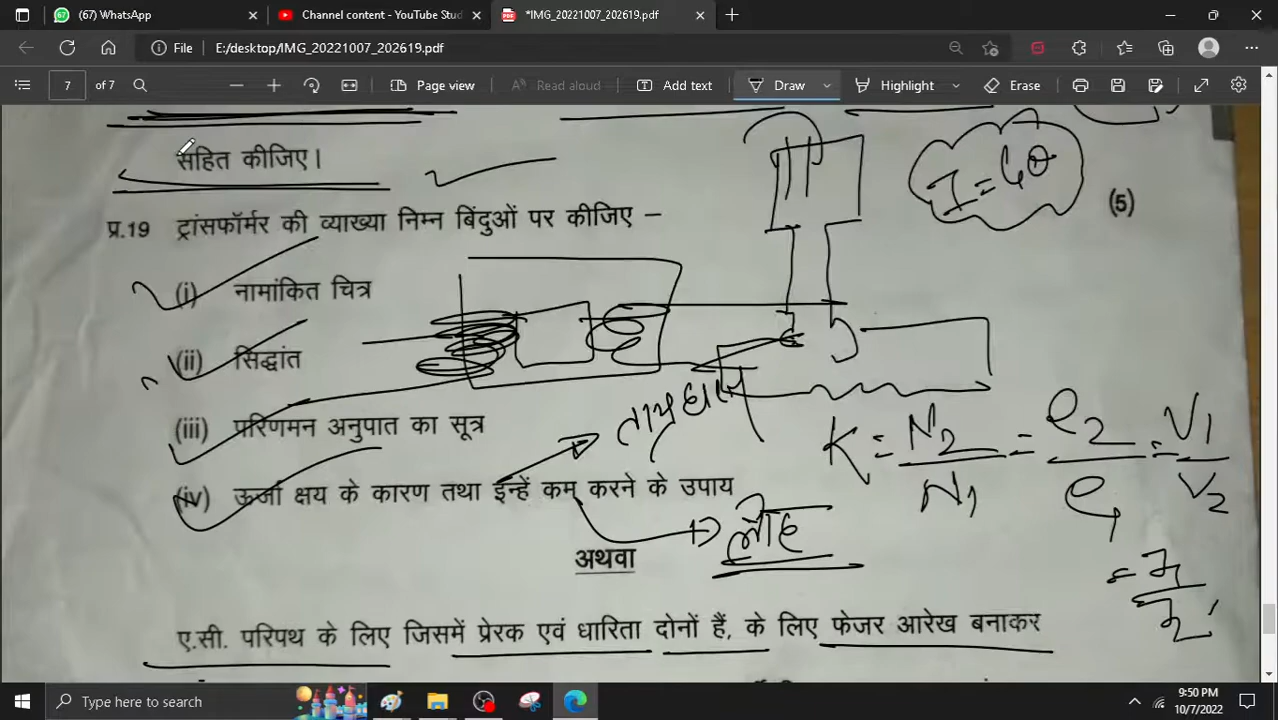 (67) WhatsApp
Channel content - YouTube Stud
*IMG_20221007_202619.pdf
File
E:/desktop/IMG_20221007_202619.pdf
7 of 7
Page view
Read aloud
Add text
Draw
Highlight
Erase
सहित कीजिए।
I = G θ
(5)
प्र.19 ट्रांसफॉर्मर की व्याख्या निम्न बिंदुओं पर कीजिए –
(i) नामांकित चित्र
(ii) सिद्धांत
(iii) परिणमन अनुपात का सूत्र
K = N2/N1 = e2/e1 = V1/V2
(iv) ऊर्जा क्षय के कारण तथा इन्हें कम करने के उपाय
लौह
अथवा
ए.सी. परिपथ के लिए जिसमें प्रेरक एवं धारिता दोनों हैं, के लिए फेजर आरेख बनाकर
Type here to search
9:50 PM
10/7/2022